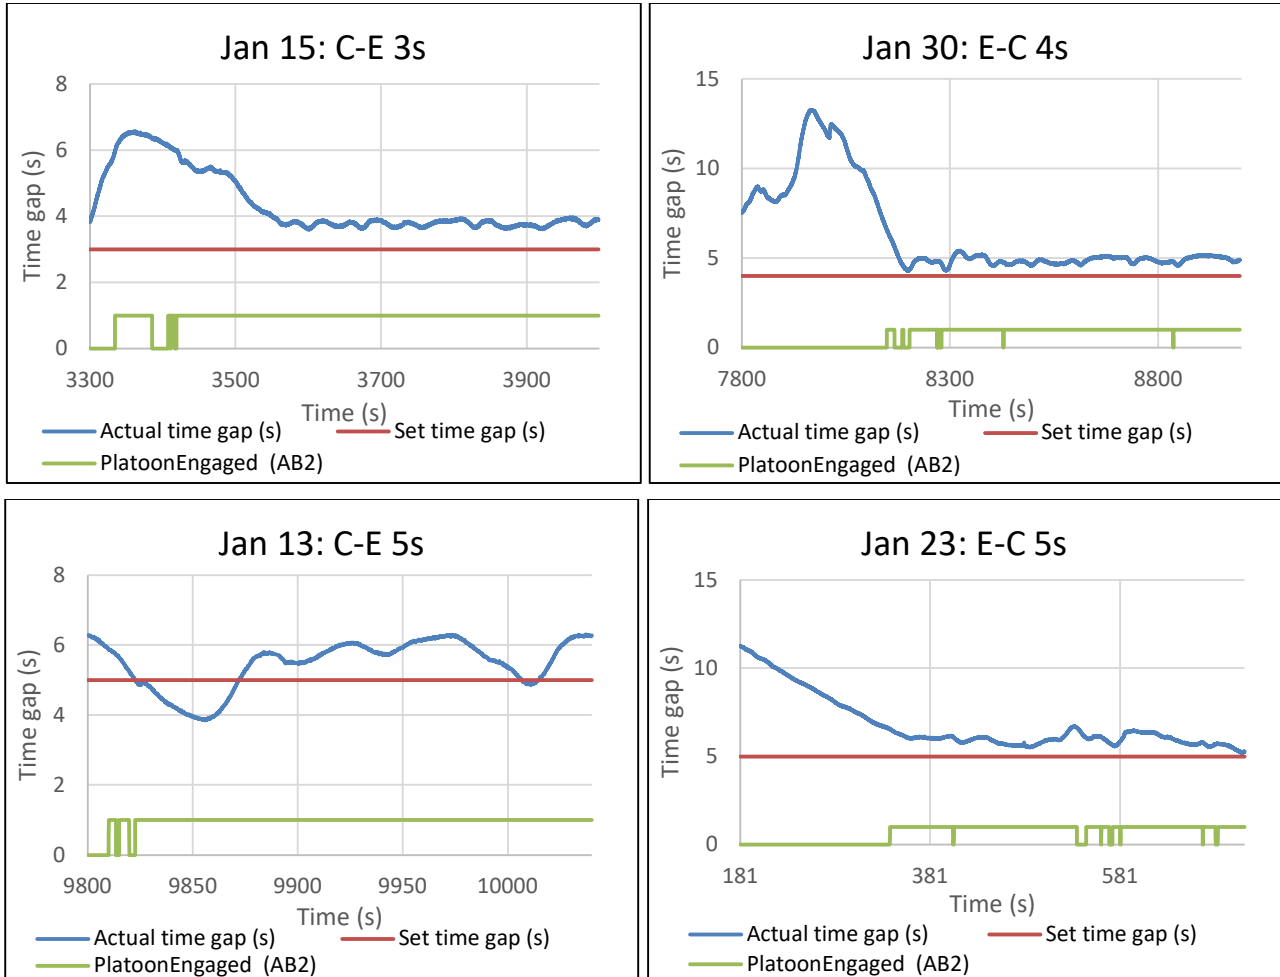 Jan 15: C-E 3s
8
6
4
2
0
Time gap (s)
3300 3500 3700 3900
Time (s)
Actual time gap (s) Set time gap (s)
PlatoonEngaged (AB2)
Jan 30: E-C 4s
15
10
5
0
Time gap (s)
7800 8300 8800
Time (s)
Actual time gap (s) Set time gap (s)
PlatoonEngaged (AB2)
Jan 13: C-E 5s
8
6
4
2
0
Time gap (s)
9800 9850 9900 9950 10000
Time (s)
Actual time gap (s) Set time gap (s)
PlatoonEngaged (AB2)
Jan 23: E-C 5s
15
10
5
0
Time gap (s)
181 381 581
Time (s)
Actual time gap (s) Set time gap (s)
PlatoonEngaged (AB2)